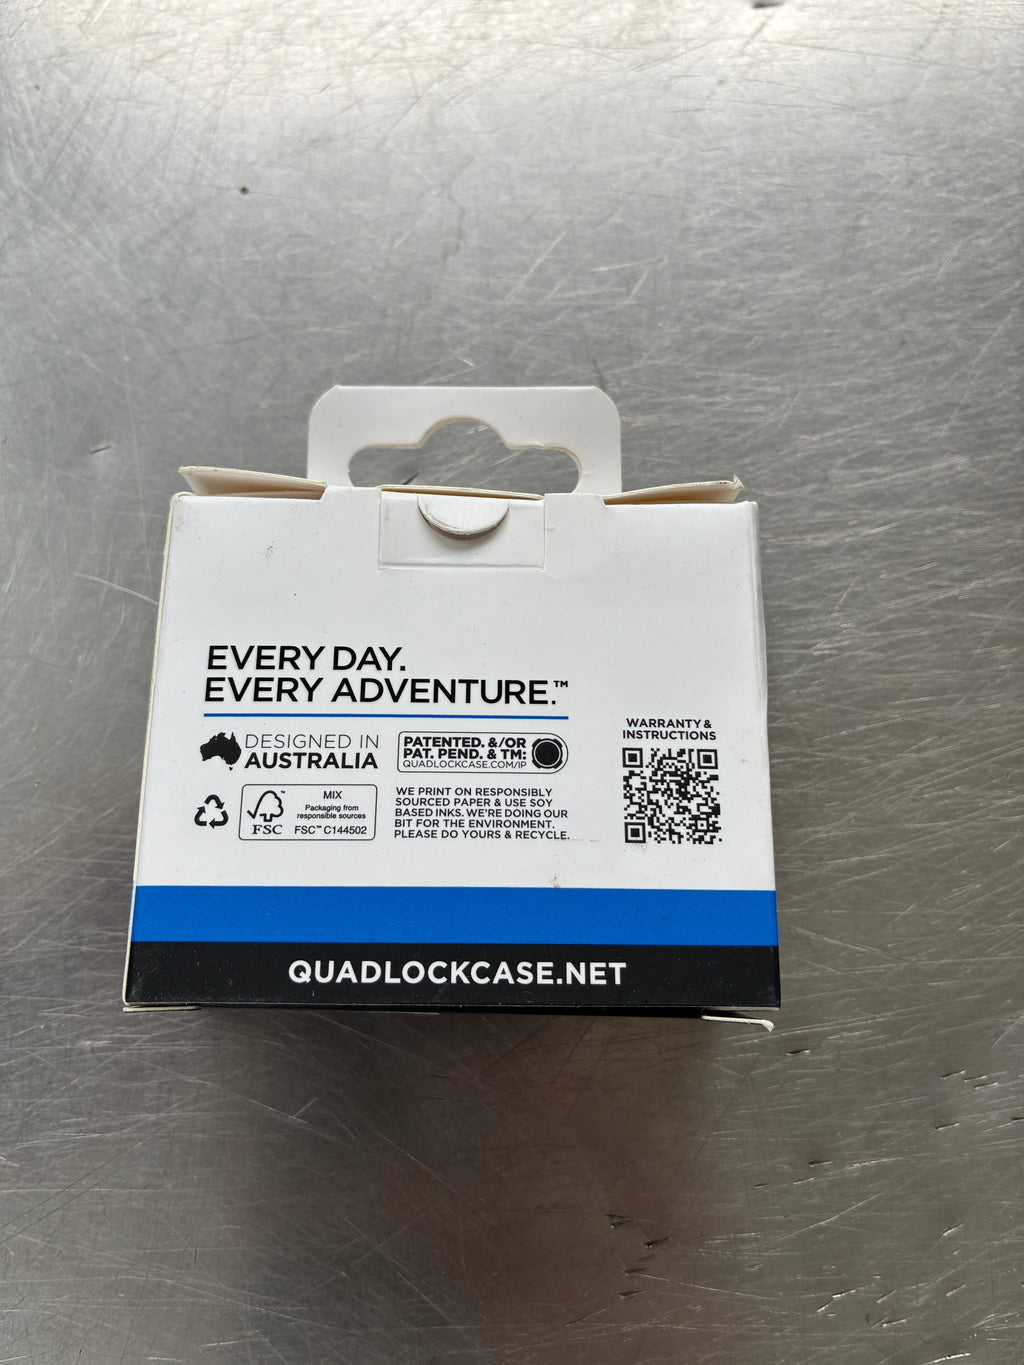 EVERY DAY.
EVERY ADVENTURE.™
DESIGNED IN
AUSTRALIA
PATENTED. &/OR
PAT. PEND. & TM:
QUADLOCKCASE.COM/IP
WARRANTY &
INSTRUCTIONS
FSC
MIX
Packaging from
responsible sources
FSC™ C144502
WE PRINT ON RESPONSIBLY
SOURCED PAPER & USE SOY
BASED INKS. WE'RE DOING OUR
BIT FOR THE ENVIRONMENT.
PLEASE DO YOURS & RECYCLE.
QUADLOCKCASE.NET